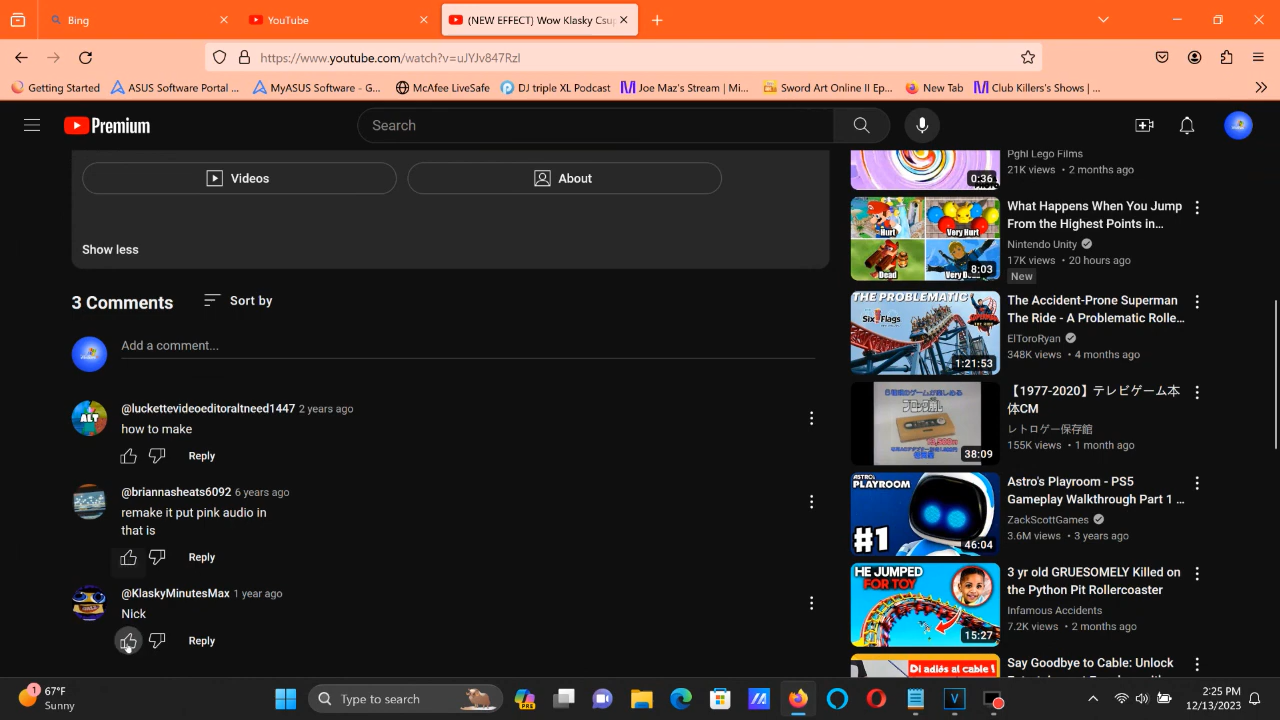 Bing
YouTube
(NEW EFFECT) Wow Klasky Csup
https://www.youtube.com/watch?v=uJYJv847RzI
Getting Started
ASUS Software Portal ...
MyASUS Software - G...
McAfee LiveSafe
DJ triple XL Podcast
Joe Maz's Stream | Mi...
Sword Art Online II Ep...
New Tab
Club Killers's Shows | ...
Premium
Search
Videos
About
Show less
3 Comments
Sort by
Add a comment...
@luckettevideoeditoraltneed1447 2 years ago
how to make
Reply
ALT
@briannasheats6092 6 years ago
remake it put pink audio in
that is
Reply
@KlaskyMinutesMax 1 year ago
Nick
Reply
0:36
Pghl Lego Films
21K views • 2 months ago
Hurt
Very Hurt
Dead
8:03
What Happens When You Jump
From the Highest Points in...
Nintendo Unity
17K views • 20 hours ago
New
THE PROBLEMATIC
Six Flags
1:21:53
The Accident-Prone Superman
The Ride - A Problematic Rolle...
ElToroRyan
348K views • 4 months ago
ブロック崩し
38:09
【1977-2020】テレビゲーム本
体CM
レトロゲー保存館
155K views • 1 month ago
ASTRO'S
PLAYROOM
#1
46:04
Astro's Playroom - PS5
Gameplay Walkthrough Part 1 ...
ZackScottGames
3.6M views • 3 years ago
HE JUMPED
FOR TOY
15:27
3 yr old GRUESOMELY Killed on
the Python Pit Rollercoaster
Infamous Accidents
7.2K views • 2 months ago
Di adiós al cable !
Say Goodbye to Cable: Unlock
1
67°F
Sunny
Type to search
PRE
2:25 PM
12/13/2023